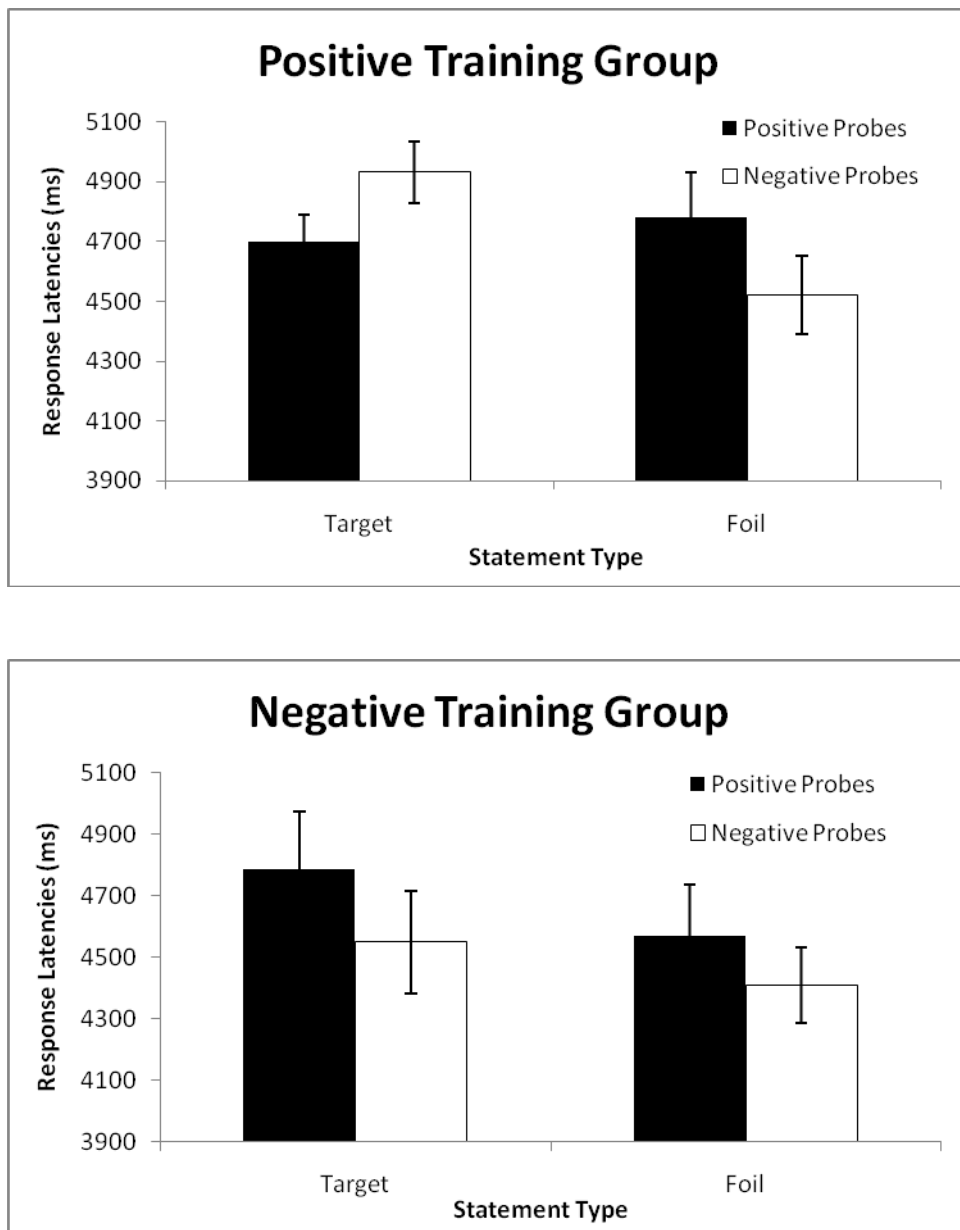 Positive Training Group
5100
4900
4700
4500
4300
4100
3900
Response Latencies (ms)
Positive Probes
Negative Probes
Target
Foil
Statement Type
Negative Training Group
5100
4900
4700
4500
4300
4100
3900
Response Latencies (ms)
Positive Probes
Negative Probes
Target
Foil
Statement Type